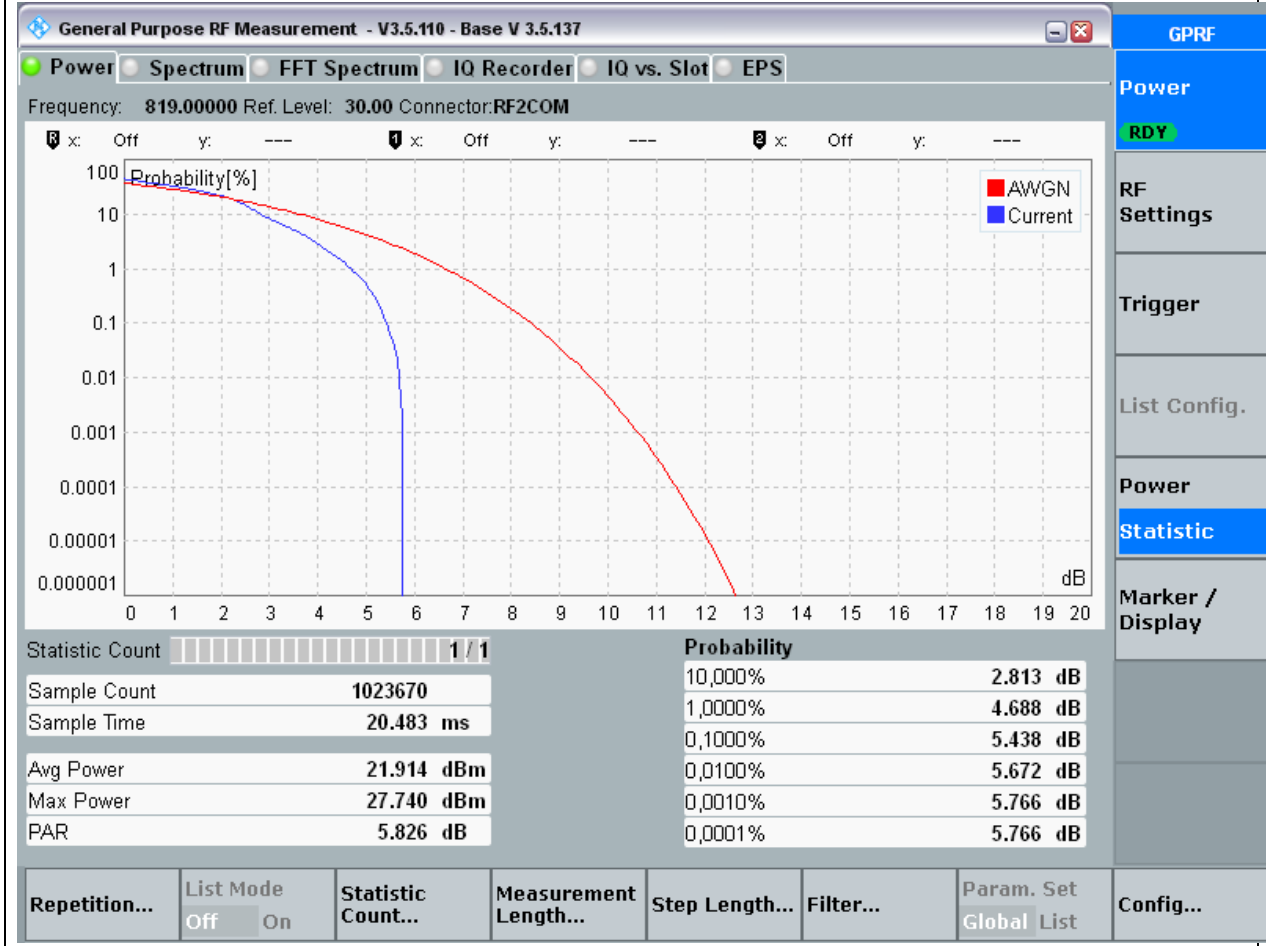 General Purpose RF Measurement - V3.5.110 - Base V 3.5.137
GPRF
Power Spectrum FFT Spectrum IQ Recorder IQ vs. Slot EPS
Frequency: 819.00000 Ref. Level: 30.00 Connector:RF2COM
R x: Off y: --- 1 x: Off y: --- 2 x: Off y: ---
Probability[%]
100
10
1
0.1
0.01
0.001
0.0001
0.00001
0.000001
AWGN
Current
dB
0 1 2 3 4 5 6 7 8 9 10 11 12 13 14 15 16 17 18 19 20
Statistic Count 1 / 1
Sample Count 1023670
Sample Time 20.483 ms
Avg Power 21.914 dBm
Max Power 27.740 dBm
PAR 5.826 dB
Probability
10,000% 2.813 dB
1,0000% 4.688 dB
0,1000% 5.438 dB
0,0100% 5.672 dB
0,0010% 5.766 dB
0,0001% 5.766 dB
Power
RDY
RF
Settings
Trigger
List Config.
Power
Statistic
Marker /
Display
Repetition...
List Mode
Off On
Statistic
Count...
Measurement
Length...
Step Length...
Filter...
Param. Set
Global List
Config...